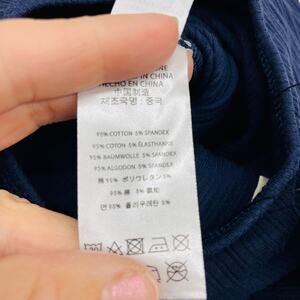 HECHO EN CHINA
中国制造
제조국명 : 중국
95% COTTON 5% SPANDEX
95% COTON 5% ÉLASTHANNE
95% BAUMWOLLE 5% SPANDEX
95% ALGODON 5% SPANDEX
綿 95% ポリウレタン 5%
95% 棉 5% 氨纶
면 95% 폴리우레탄 5%